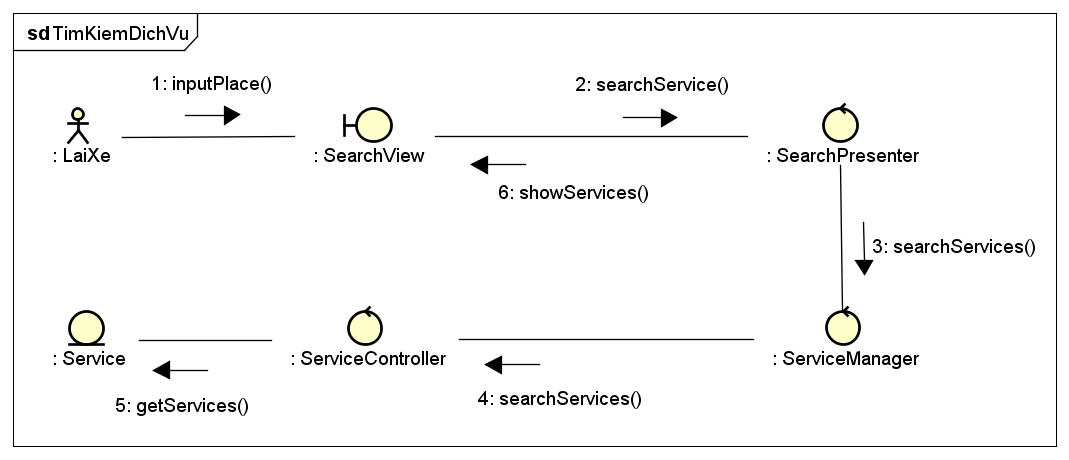 sd TimKiemDichVu
1: inputPlace()
2: searchService()
: LaiXe
: SearchView
: SearchPresenter
6: showServices()
3: searchServices()
: Service
: ServiceController
: ServiceManager
4: searchServices()
5: getServices()